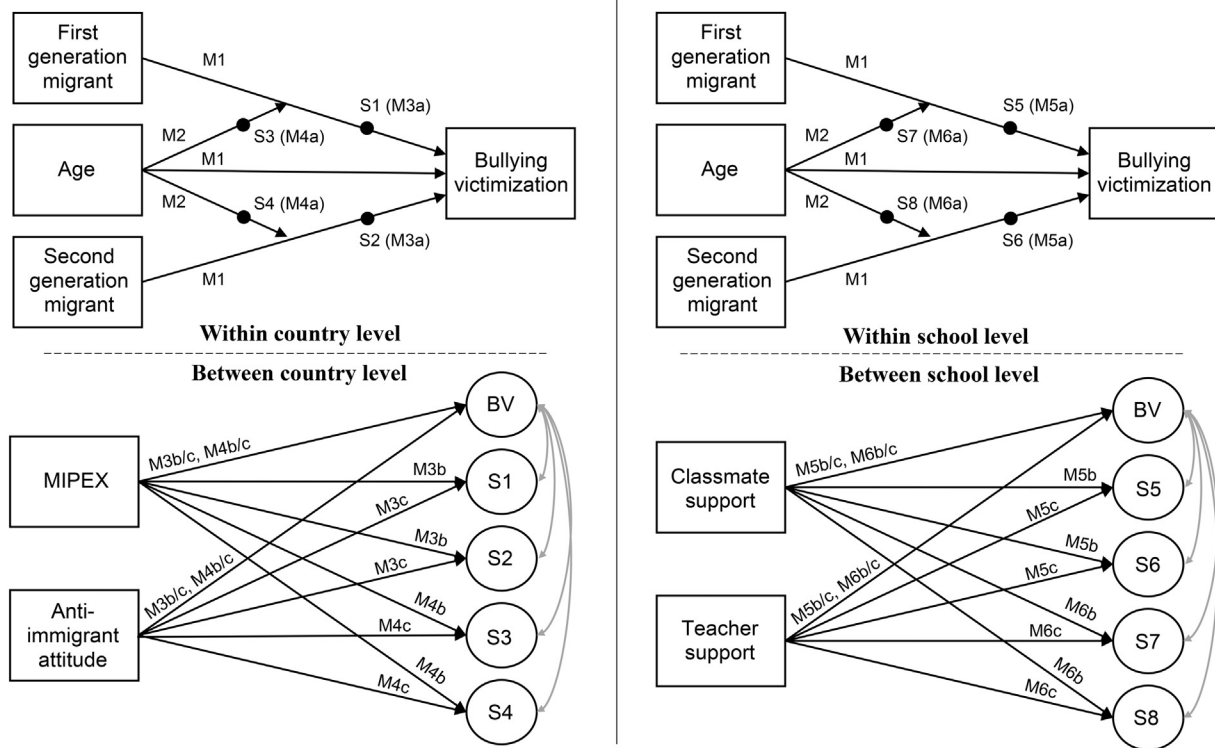 First
generation
migrant
M1
S1 (M3a)
M2
S3 (M4a)
Age
M1
Bullying
victimization
M2
S4 (M4a)
S2 (M3a)
Second
generation
migrant
M1
Within country level
Between country level
BV
M3b/c, M4b/c
MIPEX
M3b
S1
M3c
M3b
S2
M3c
M3b/c, M4b/c
Anti-
immigrant
attitude
M4b
S3
M4c
M4b
M4c
S4
First
generation
migrant
M1
S5 (M5a)
M2
S7 (M6a)
Age
M1
Bullying
victimization
M2
S8 (M6a)
S6 (M5a)
Second
generation
migrant
M1
Within school level
Between school level
BV
M5b/c, M6b/c
Classmate
support
M5b
S5
M5c
M5b
S6
M5c
M5b/c, M6b/c
Teacher
support
M6b
S7
M6c
M6b
M6c
S8